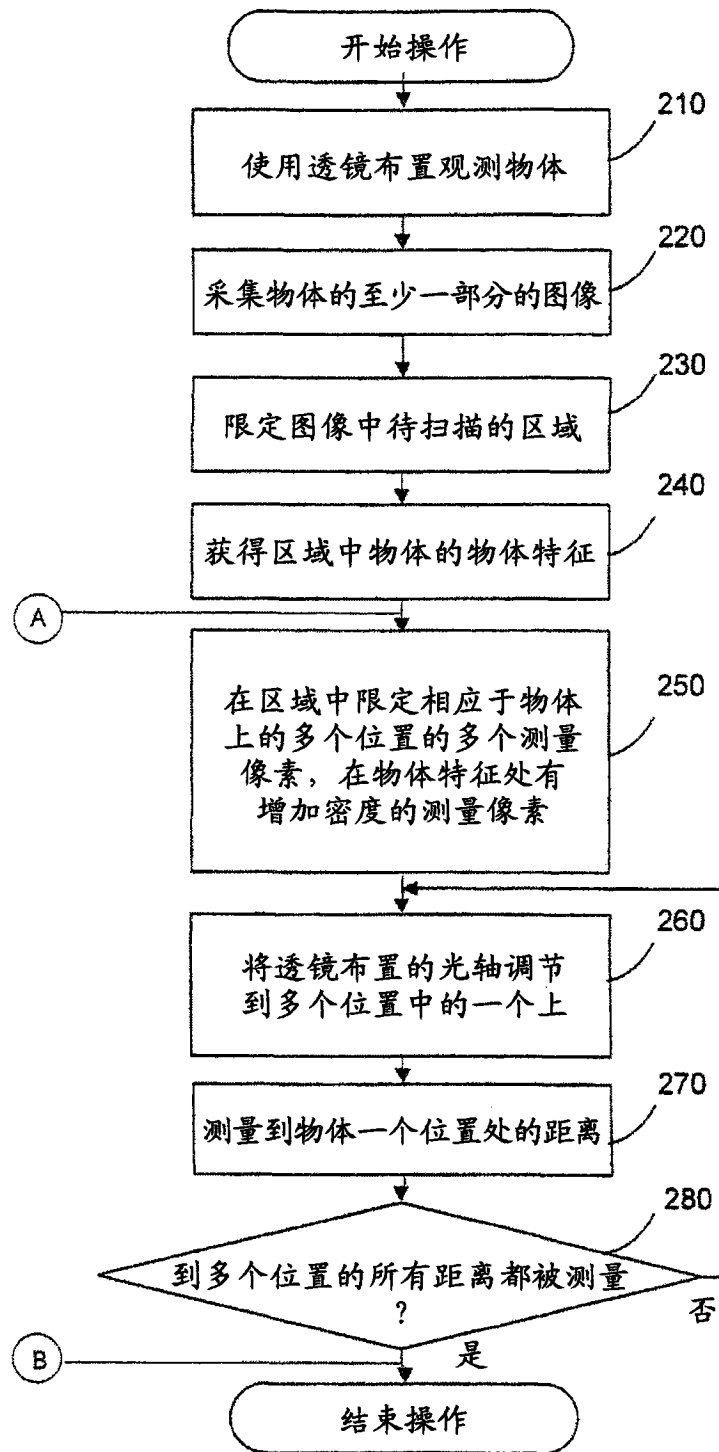 开始操作
210
使用透镜布置观测物体
220
采集物体的至少一部分的图像
230
限定图像中待扫描的区域
240
获得区域中物体的物体特征
A
250
在区域中限定相应于物体
上的多个位置的多个测量
像素，在物体特征处有
增加密度的测量像素
260
将透镜布置的光轴调节
到多个位置中的一个上
270
测量到物体一个位置处的距离
280
到多个位置的所有距离都被测量
?
否
是
B
结束操作